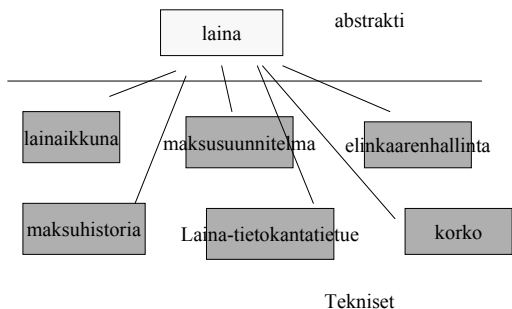 abstrakti
laina
lainaikkuna
maksusuunnitelma
elinkaarenhallinta
maksuhistoria
Laina-tietokantatietue
korko
Tekniset